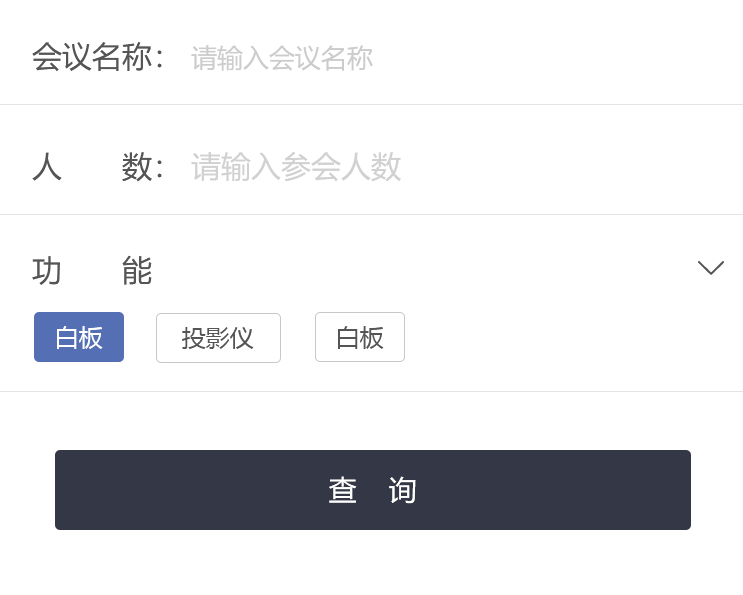 会议名称： 请输入会议名称
人 数： 请输入参会人数
功 能
白板 投影仪 白板
查 询